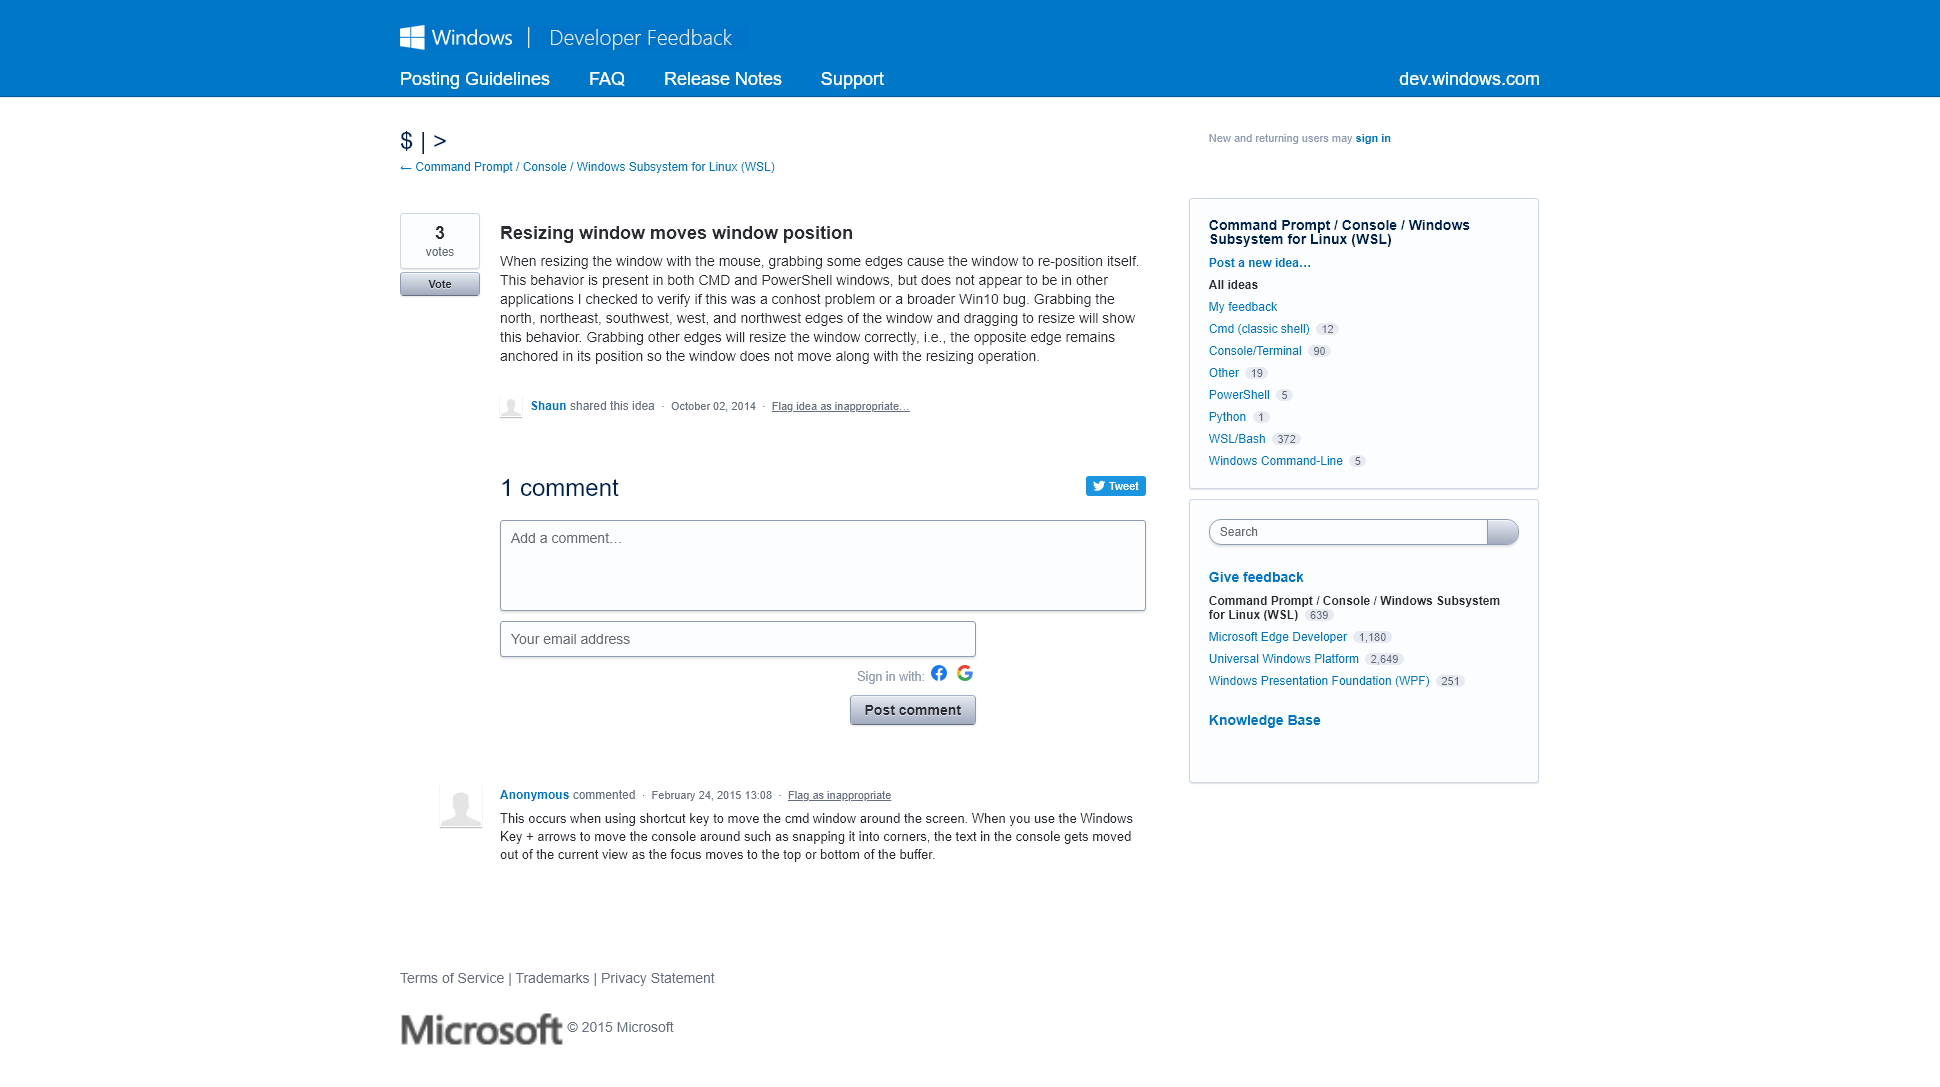 Windows | Developer Feedback
Posting Guidelines FAQ Release Notes Support dev.windows.com
$ | >
← Command Prompt / Console / Windows Subsystem for Linux (WSL)
New and returning users may sign in
3
votes
Vote
Resizing window moves window position
When resizing the window with the mouse, grabbing some edges cause the window to re-position itself.
This behavior is present in both CMD and PowerShell windows, but does not appear to be in other
applications I checked to verify if this was a conhost problem or a broader Win10 bug. Grabbing the
north, northeast, southwest, west, and northwest edges of the window and dragging to resize will show
this behavior. Grabbing other edges will resize the window correctly, i.e., the opposite edge remains
anchored in its position so the window does not move along with the resizing operation.
Shaun shared this idea · October 02, 2014 · Flag idea as inappropriate…
1 comment
Tweet
Add a comment…
Your email address
Sign in with:
Post comment
Anonymous commented · February 24, 2015 13:08 · Flag as inappropriate
This occurs when using shortcut key to move the cmd window around the screen. When you use the Windows
Key + arrows to move the console around such as snapping it into corners, the text in the console gets moved
out of the current view as the focus moves to the top or bottom of the buffer.
Command Prompt / Console / Windows
Subsystem for Linux (WSL)
Post a new idea…
All ideas
My feedback
Cmd (classic shell) 12
Console/Terminal 90
Other 19
PowerShell 5
Python 1
WSL/Bash 372
Windows Command-Line 5
Search
Give feedback
Command Prompt / Console / Windows Subsystem
for Linux (WSL) 639
Microsoft Edge Developer 1,180
Universal Windows Platform 2,649
Windows Presentation Foundation (WPF) 251
Knowledge Base
Terms of Service | Trademarks | Privacy Statement
Microsoft © 2015 Microsoft